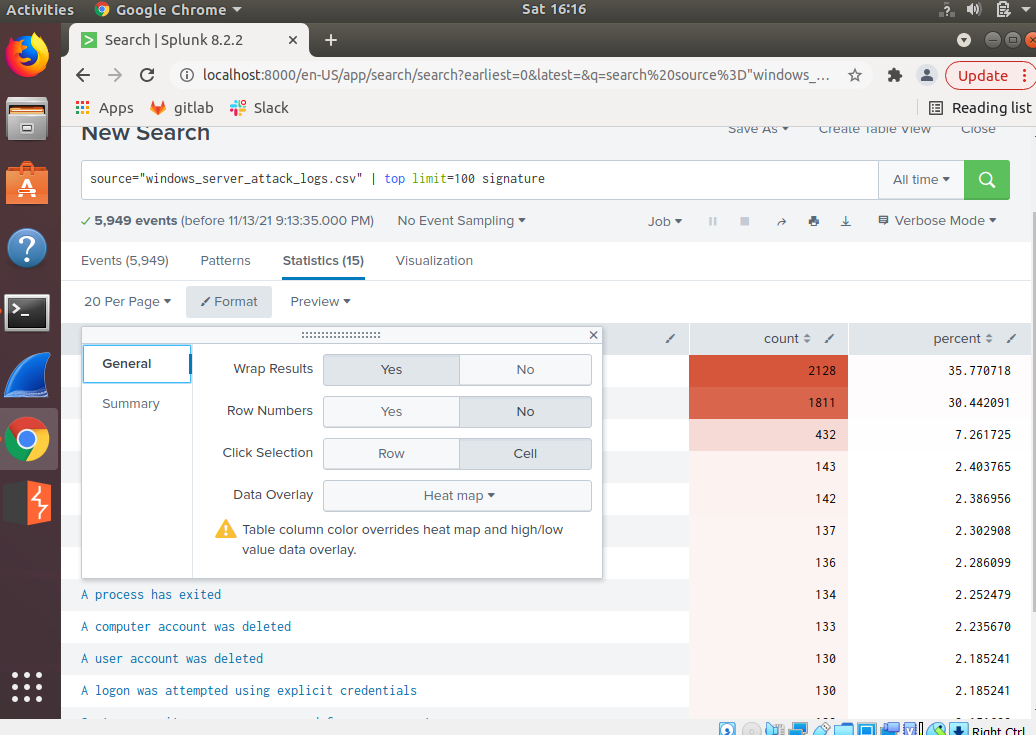 Activities Google Chrome Sat 16:16
Search | Splunk 8.2.2
localhost:8000/en-US/app/search/search?earliest=0&latest=&q=search%20source%3D"windows_... Update
Apps gitlab Slack Reading list
New Search Save As Create Table View Close
source="windows_server_attack_logs.csv" | top limit=100 signature All time
5,949 events (before 11/13/21 9:13:35.000 PM) No Event Sampling Job Verbose Mode
Events (5,949) Patterns Statistics (15) Visualization
20 Per Page Format Preview
count percent
General Wrap Results Yes No
2128 35.770718
Summary Row Numbers Yes No
1811 30.442091
432 7.261725
Click Selection Row Cell
143 2.403765
Data Overlay Heat map
142 2.386956
Table column color overrides heat map and high/low
value data overlay.
137 2.302908
136 2.286099
A process has exited 134 2.252479
A computer account was deleted 133 2.235670
A user account was deleted 130 2.185241
A logon was attempted using explicit credentials 130 2.185241
Right Ctrl